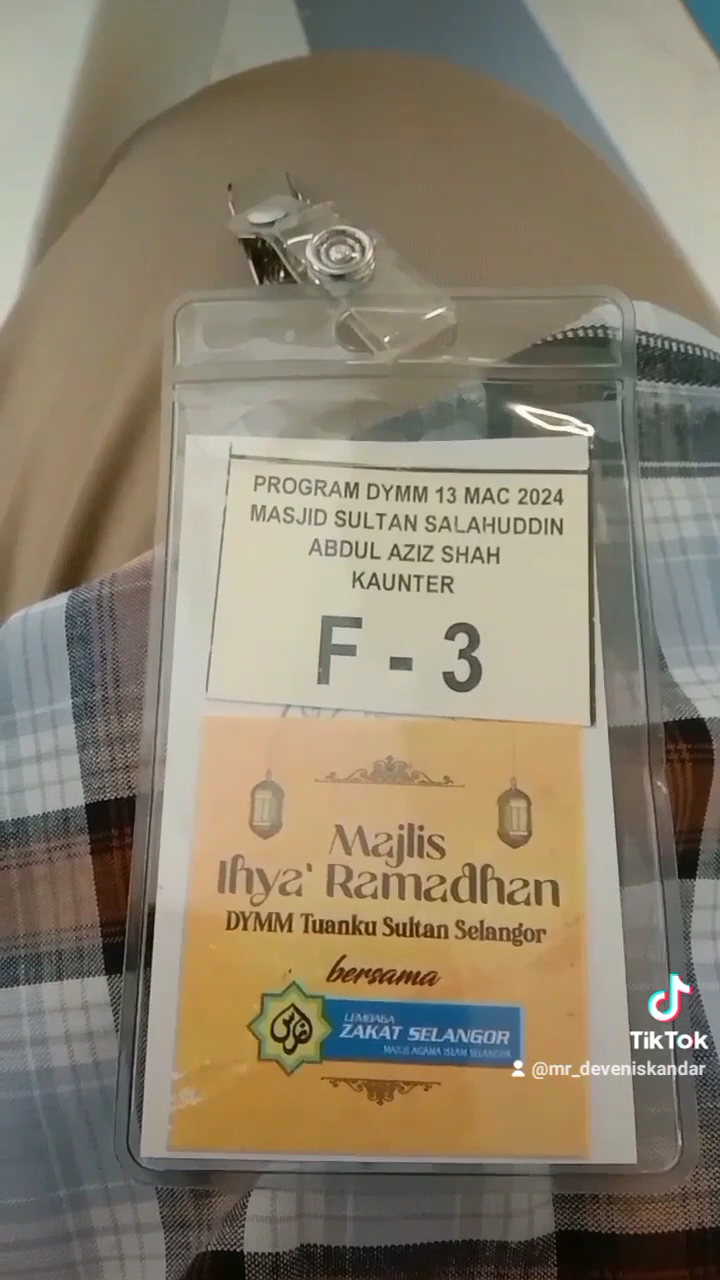 PROGRAM DYMM 13 MAC 2024
MASJID SULTAN SALAHUDDIN
ABDUL AZIZ SHAH
KAUNTER
F - 3
Majlis
Ihya' Ramadhan
DYMM Tuanku Sultan Selangor
bersama
LEMBAGA
ZAKAT SELANGOR
MAJLIS AGAMA ISLAM SELANGOR
TikTok
@mr_deveniskandar